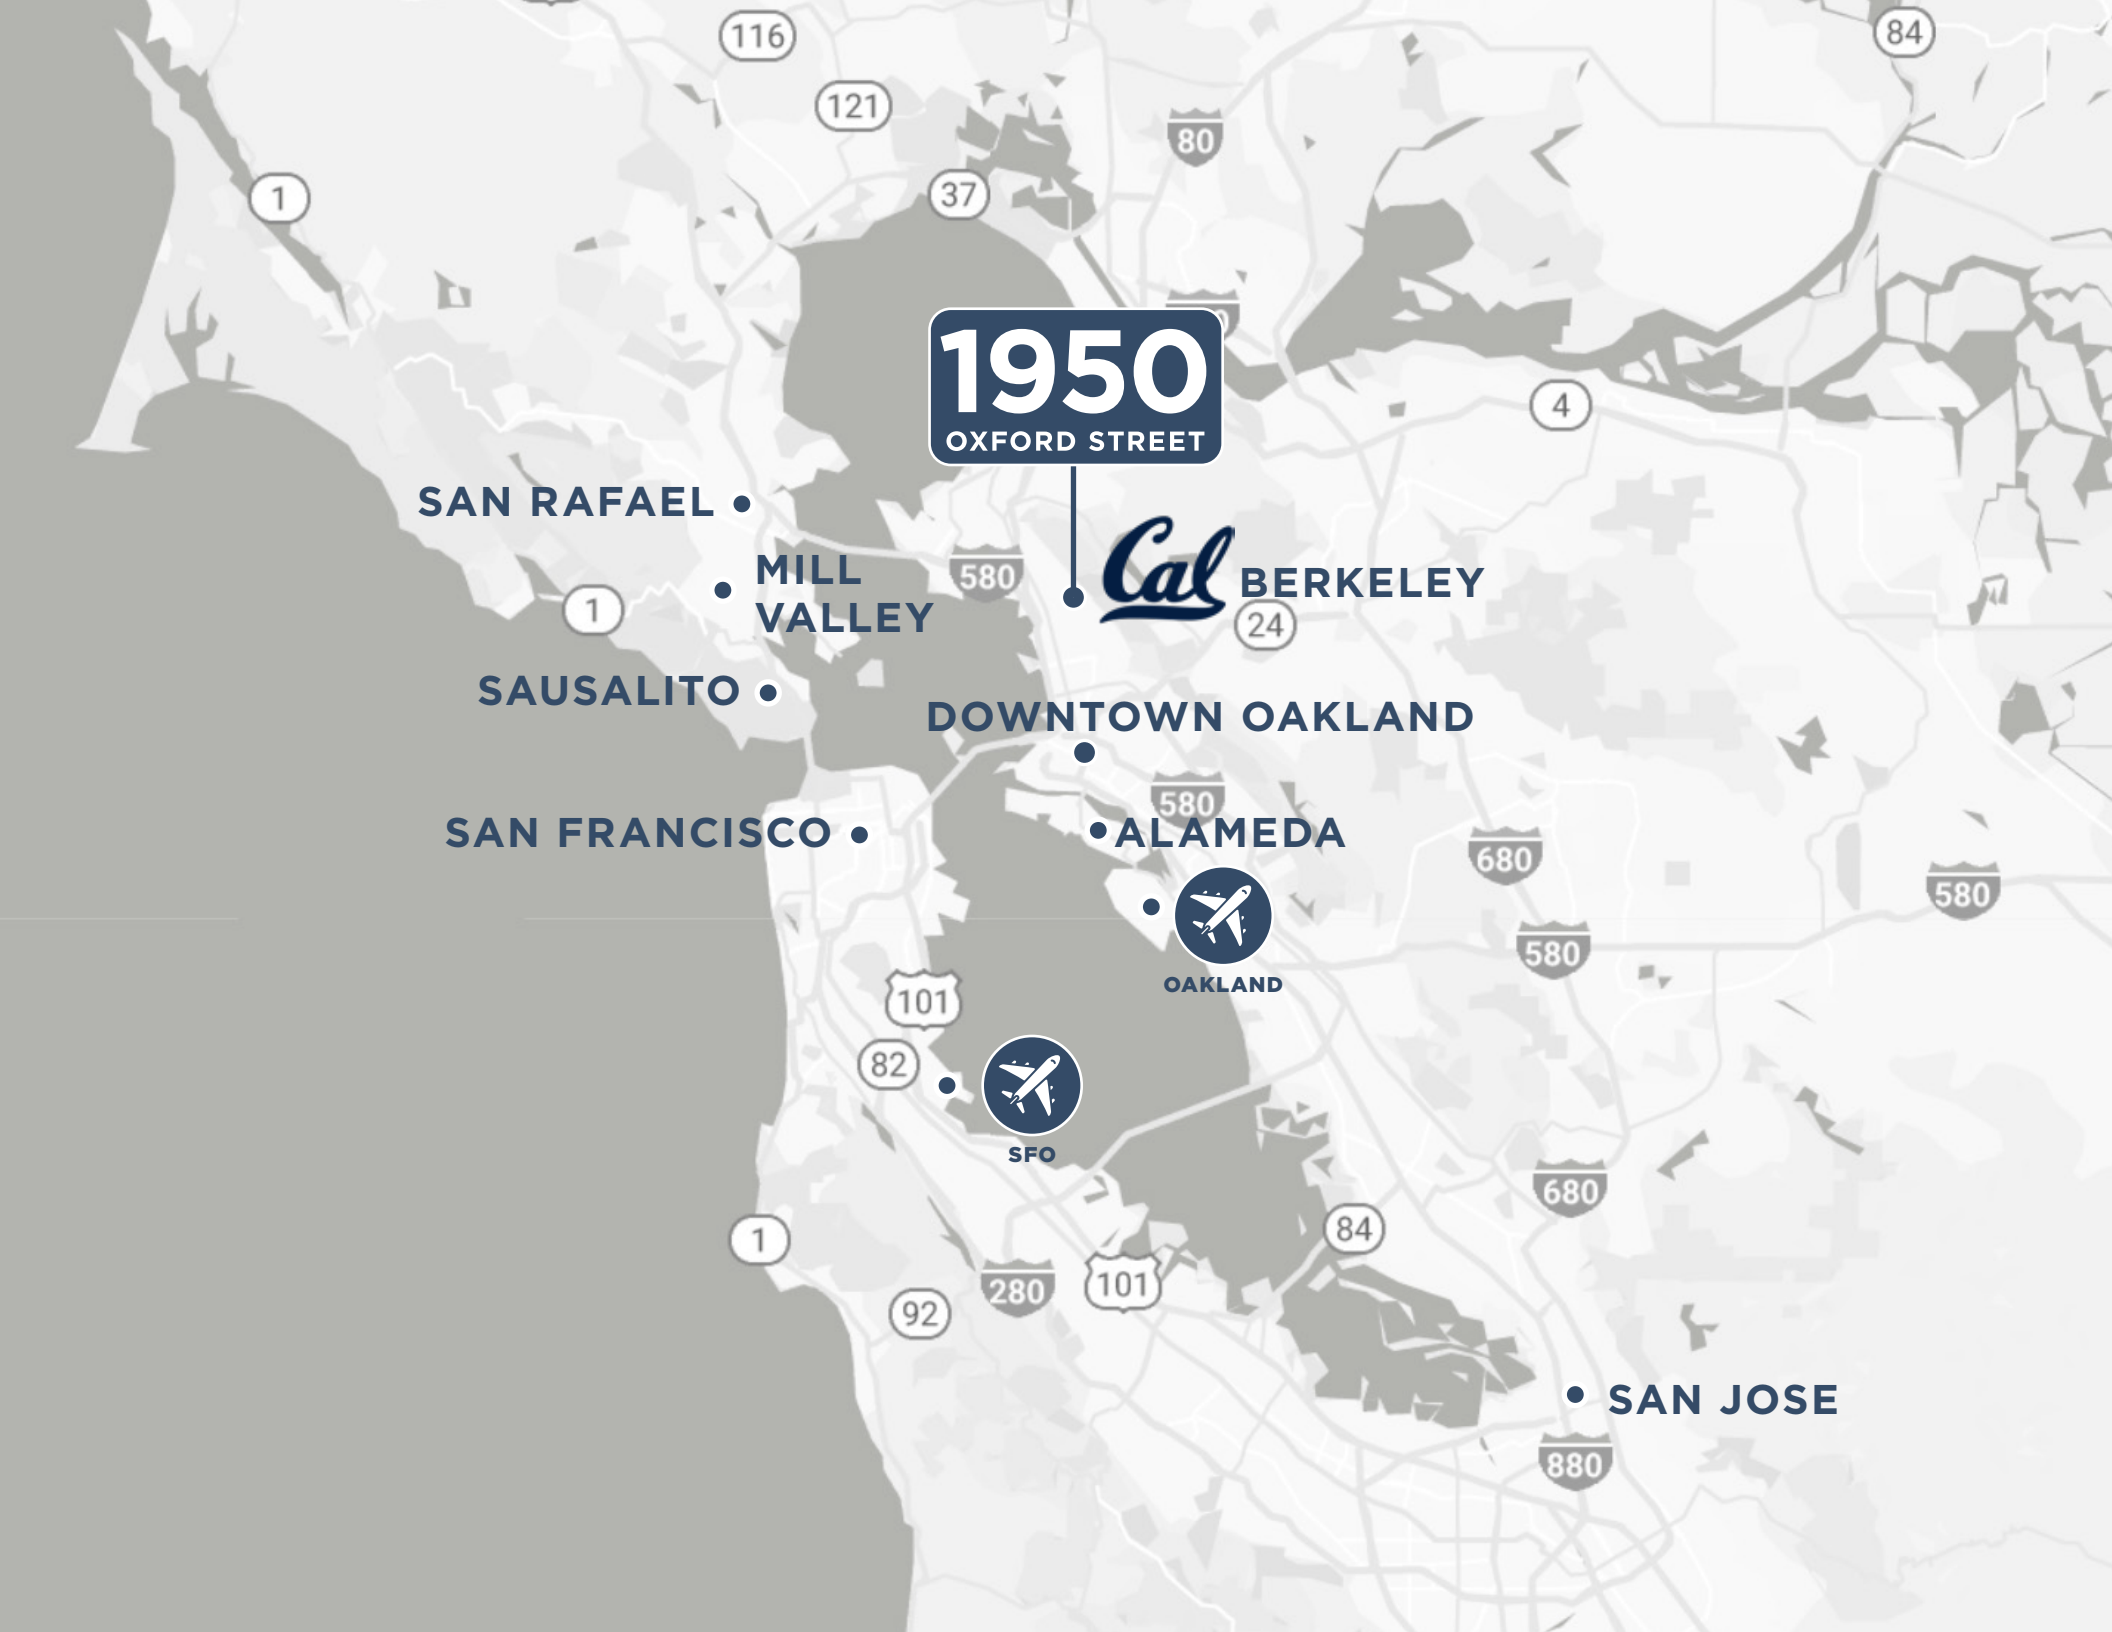 116
84
121
80
1
37
1950
OXFORD STREET
4
SAN RAFAEL
Cal
MILL
VALLEY
580
BERKELEY
1
24
SAUSALITO
DOWNTOWN OAKLAND
580
SAN FRANCISCO
ALAMEDA
680
580
580
OAKLAND
101
82
SFO
680
1
84
280
101
92
SAN JOSE
880